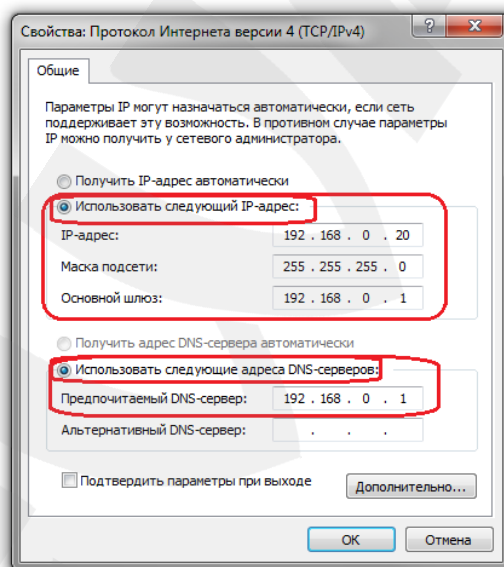 Свойства: Протокол Интернета версии 4 (TCP/IPv4)
Общие
Параметры IP могут назначаться автоматически, если сеть
поддерживает эту возможность. В противном случае параметры
IP можно получить у сетевого администратора.
Получить IP-адрес автоматически
Использовать следующий IP-адрес:
IP-адрес: 192 . 168 . 0 . 20
Маска подсети: 255 . 255 . 255 . 0
Основной шлюз: 192 . 168 . 0 . 1
Получить адрес DNS-сервера автоматически
Использовать следующие адреса DNS-серверов:
Предпочитаемый DNS-сервер: 192 . 168 . 0 . 1
Альтернативный DNS-сервер: . . .
Подтвердить параметры при выходе
Дополнительно...
ОК Отмена